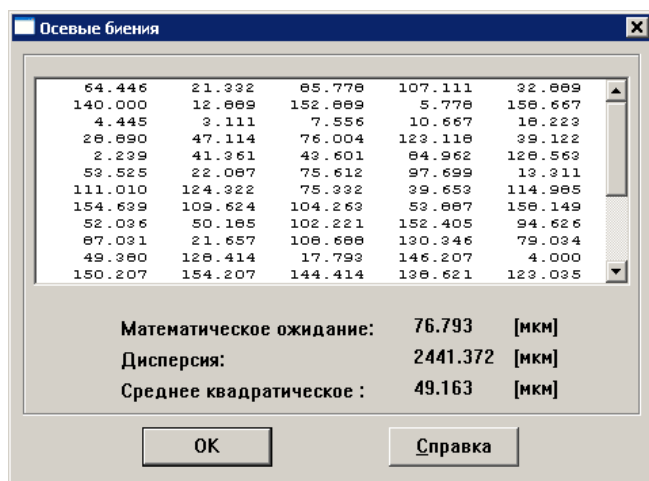 Осевые биения
64.446 21.332 85.778 107.111 32.889
140.000 12.889 152.889 5.778 158.667
4.445 3.111 7.556 10.667 18.223
28.890 47.114 76.004 123.118 39.122
2.239 41.361 43.601 84.962 128.563
53.525 22.087 75.612 97.699 13.311
111.010 124.322 75.332 39.653 114.985
154.639 109.624 104.263 53.887 158.149
52.036 50.185 102.221 152.405 94.626
87.031 21.657 108.688 130.346 79.034
49.380 128.414 17.793 146.207 4.000
150.207 154.207 144.414 138.621 123.035
Математическое ожидание: 76.793 [мкм]
Дисперсия: 2441.372 [мкм]
Среднее квадратическое : 49.163 [мкм]
OK Справка